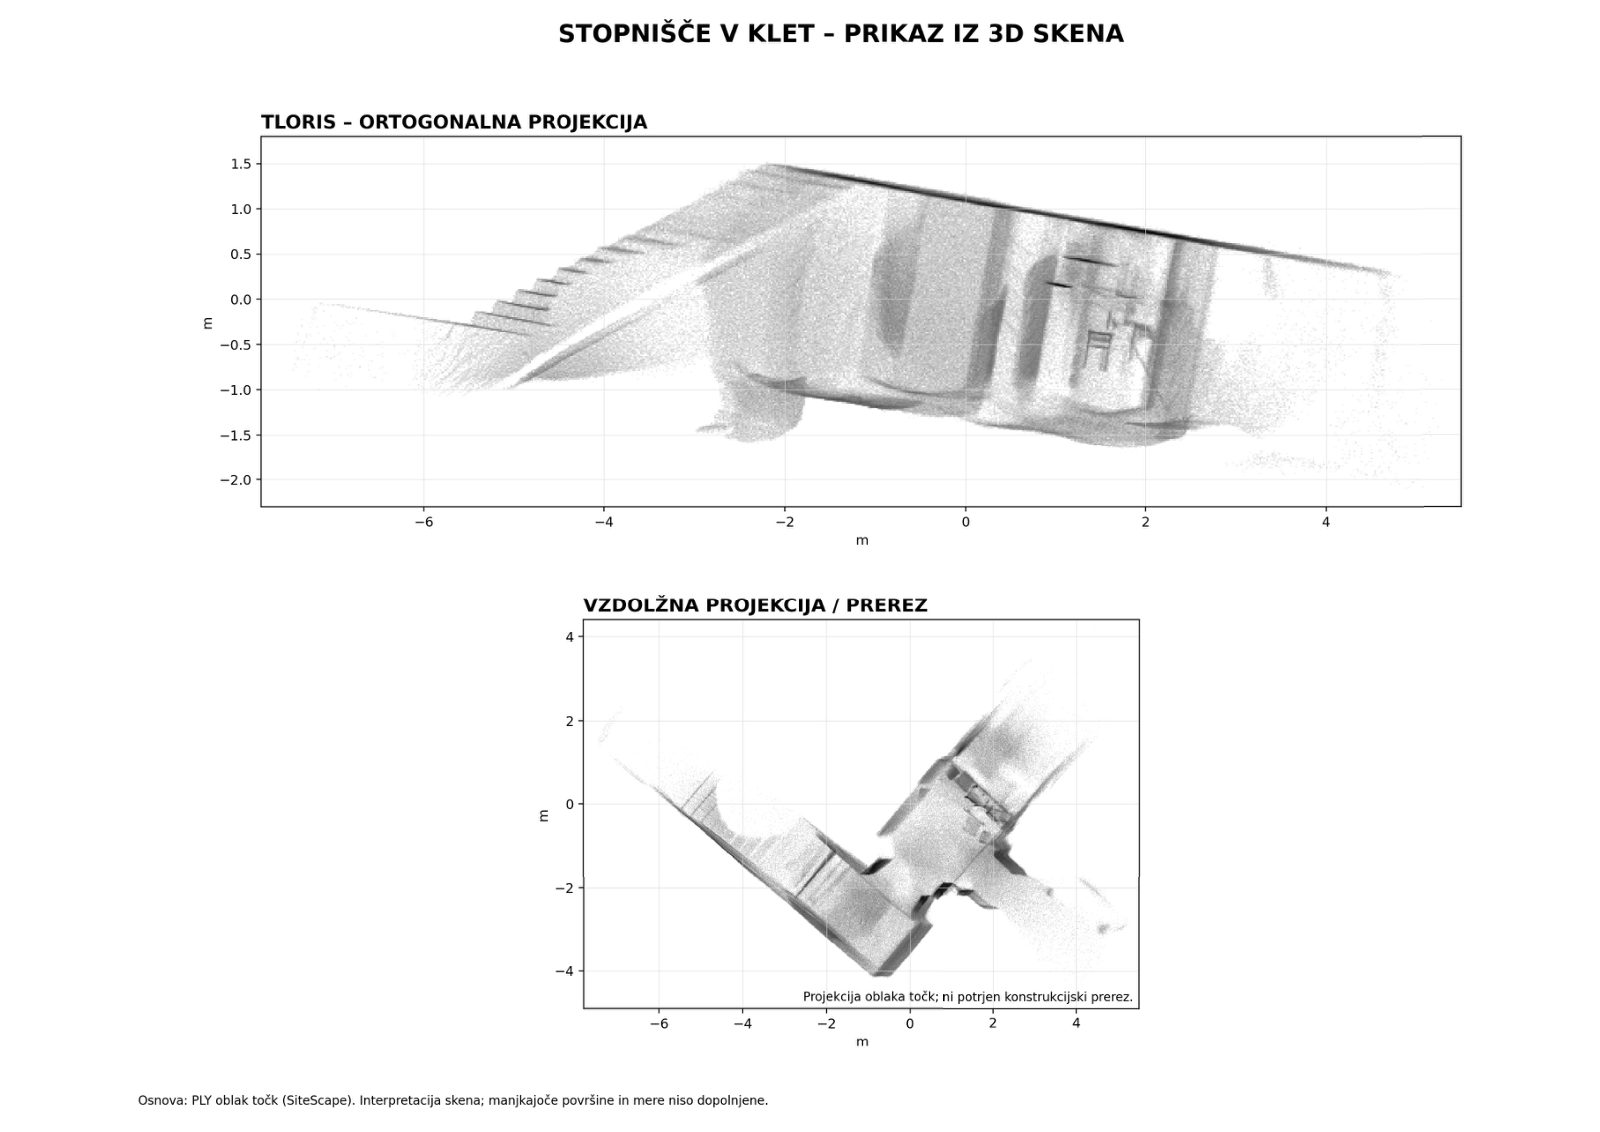 STOPNIŠČE V KLET – PRIKAZ IZ 3D SKENA
TLORIS – ORTOGONALNA PROJEKCIJA
1.5
1.0
0.5
0.0
−0.5
−1.0
−1.5
−2.0
m
−6 −4 −2 0 2 4
m
VZDOLŽNA PROJEKCIJA / PREREZ
4
2
0
−2
−4
m
Projekcija oblaka točk; ni potrjen konstrukcijski prerez.
−6 −4 −2 0 2 4
m
Osnova: PLY oblak točk (SiteScape). Interpretacija skena; manjkajoče površine in mere niso dopolnjene.